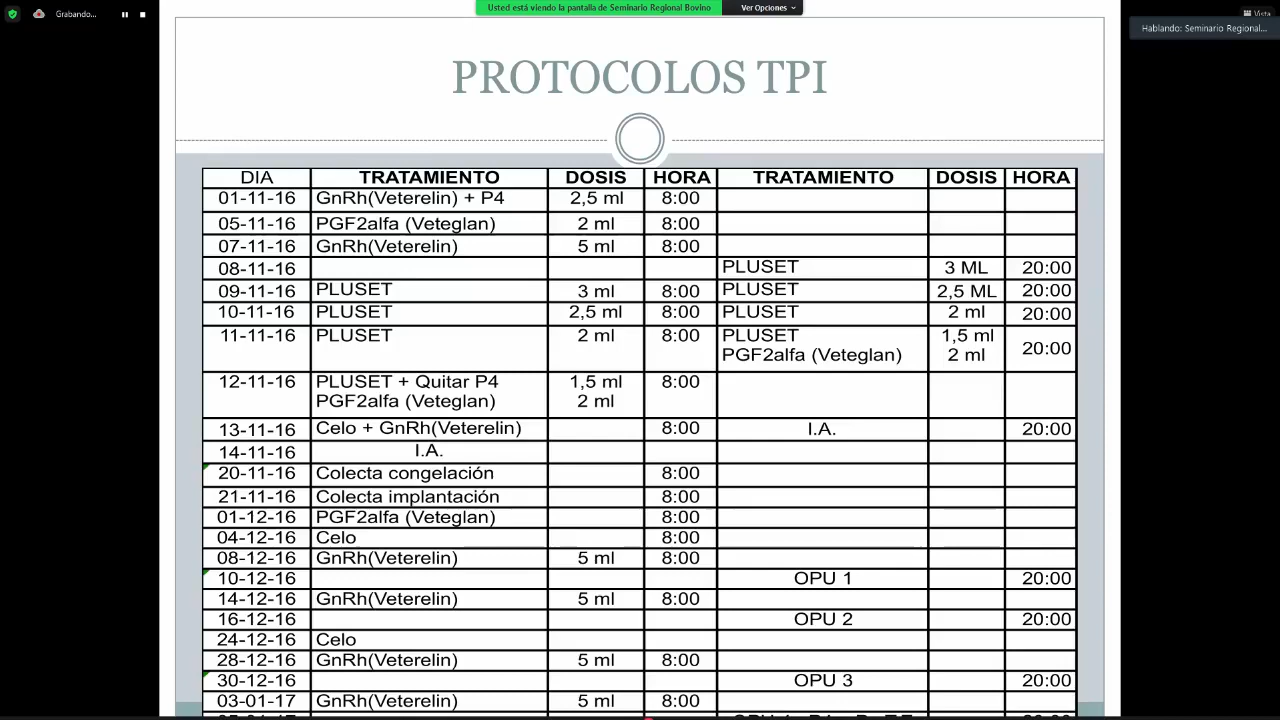 Grabando...
Usted está viendo la pantalla de Seminario Regional Bovino
Ver Opciones
Vista
Hablando: Seminario Regional...
PROTOCOLOS TPI
DIA TRATAMIENTO DOSIS HORA TRATAMIENTO DOSIS HORA
01-11-16 GnRh(Veterelin) + P4 2,5 ml 8:00
05-11-16 PGF2alfa (Veteglan) 2 ml 8:00
07-11-16 GnRh(Veterelin) 5 ml 8:00
08-11-16 PLUSET 3 ML 20:00
09-11-16 PLUSET 3 ml 8:00 PLUSET 2,5 ML 20:00
10-11-16 PLUSET 2,5 ml 8:00 PLUSET 2 ml 20:00
11-11-16 PLUSET 2 ml 8:00 PLUSET 1,5 ml 20:00
PGF2alfa (Veteglan) 2 ml
12-11-16 PLUSET + Quitar P4 1,5 ml 8:00
PGF2alfa (Veteglan) 2 ml
13-11-16 Celo + GnRh(Veterelin) 8:00 I.A. 20:00
14-11-16 I.A.
20-11-16 Colecta congelación 8:00
21-11-16 Colecta implantación 8:00
01-12-16 PGF2alfa (Veteglan) 8:00
04-12-16 Celo 8:00
08-12-16 GnRh(Veterelin) 5 ml 8:00
10-12-16 OPU 1 20:00
14-12-16 GnRh(Veterelin) 5 ml 8:00
16-12-16 OPU 2 20:00
24-12-16 Celo
28-12-16 GnRh(Veterelin) 5 ml 8:00
30-12-16 OPU 3 20:00
03-01-17 GnRh(Veterelin) 5 ml 8:00